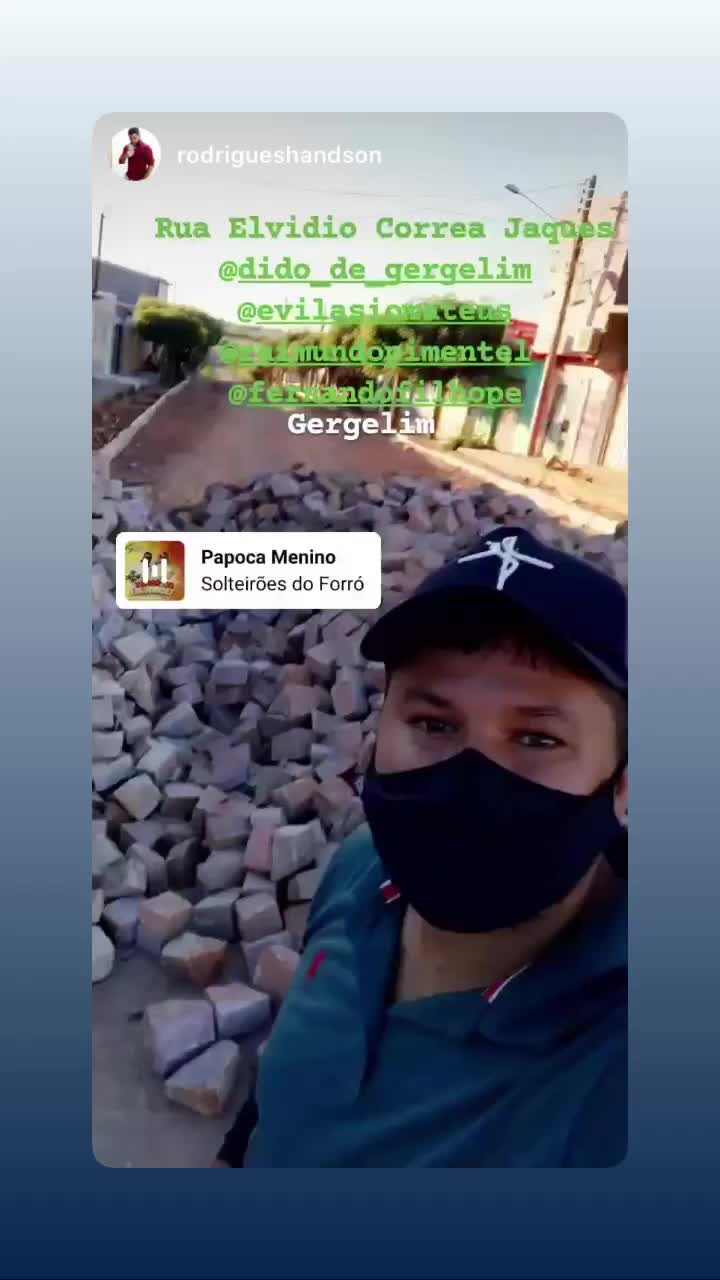 rodrigueshandson
Rua Elvidio Correa Jaques
@dido_de_gergelim
@evilasiomateus
@raimundopimentel
@fernandofilhope
Gergelim
Papoca Menino
Solteirões do Forró